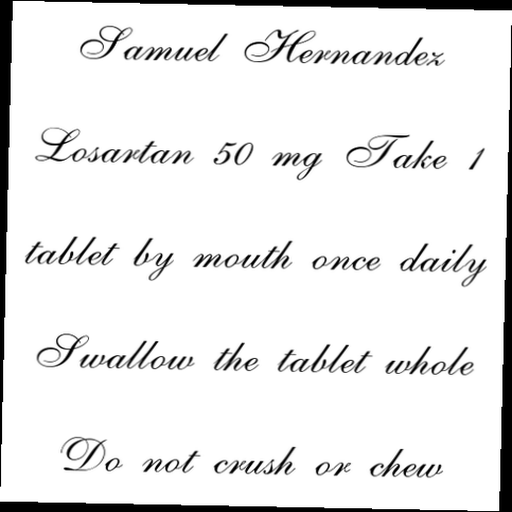 Samuel Hernandez
Losartan 50 mg Take 1
tablet by mouth once daily
Swallow the tablet whole
Do not crush or chew